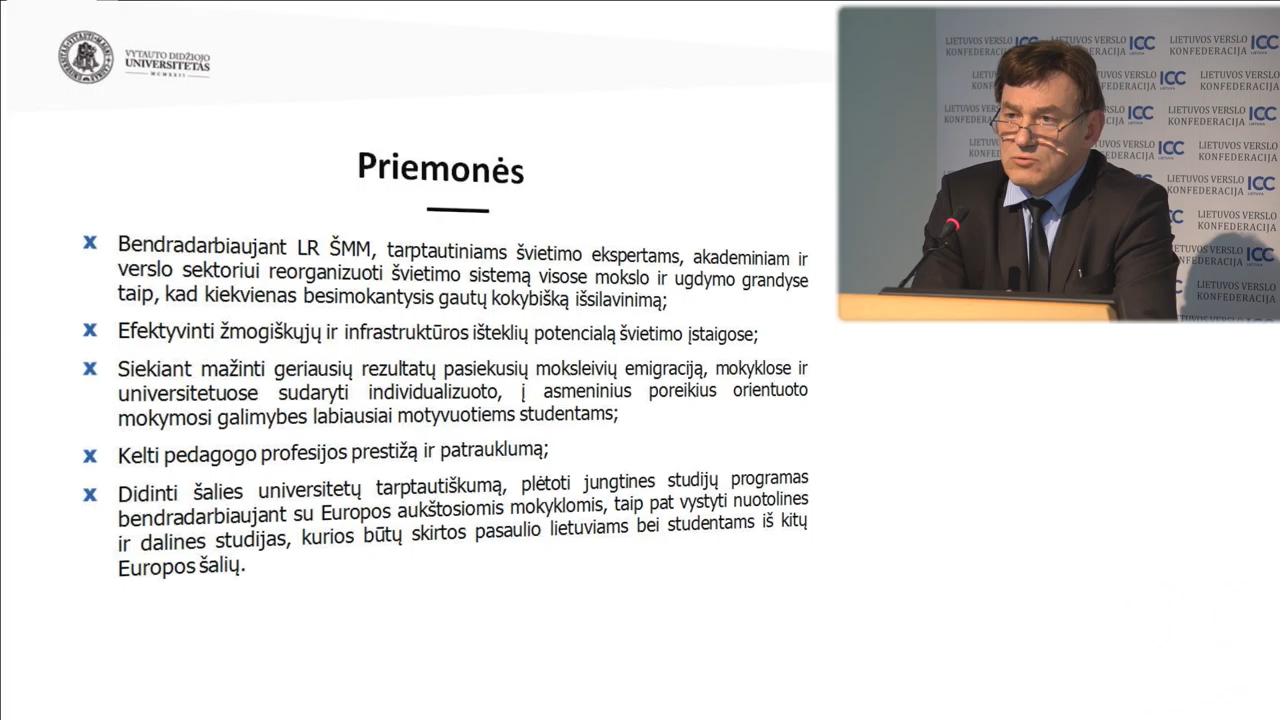 VYTAUTO DIDŽIOJO
UNIVERSITETAS
MCMXXII
Priemonės
x Bendradarbiaujant LR ŠMM, tarptautiniams švietimo ekspertams, akademiniam ir
verslo sektoriui reorganizuoti švietimo sistemą visose mokslo ir ugdymo grandyse
taip, kad kiekvienas besimokantysis gautų kokybišką išsilavinimą;
x Efektyvinti žmogiškųjų ir infrastruktūros išteklių potencialą švietimo įstaigose;
x Siekiant mažinti geriausių rezultatų pasiekusių moksleivių emigraciją, mokyklose ir
universitetuose sudaryti individualizuoto, į asmeninius poreikius orientuoto
mokymosi galimybes labiausiai motyvuotiems studentams;
x Kelti pedagogo profesijos prestižą ir patrauklumą;
x Didinti šalies universitetų tarptautiškumą, plėtoti jungtines studijų programas
bendradarbiaujant su Europos aukštosiomis mokyklomis, taip pat vystyti nuotolines
ir dalines studijas, kurios būtų skirtos pasaulio lietuviams bei studentams iš kitų
Europos šalių.
LIETUVOS VERSLO
KONFEDERACIJA
ICC
LIETUVA